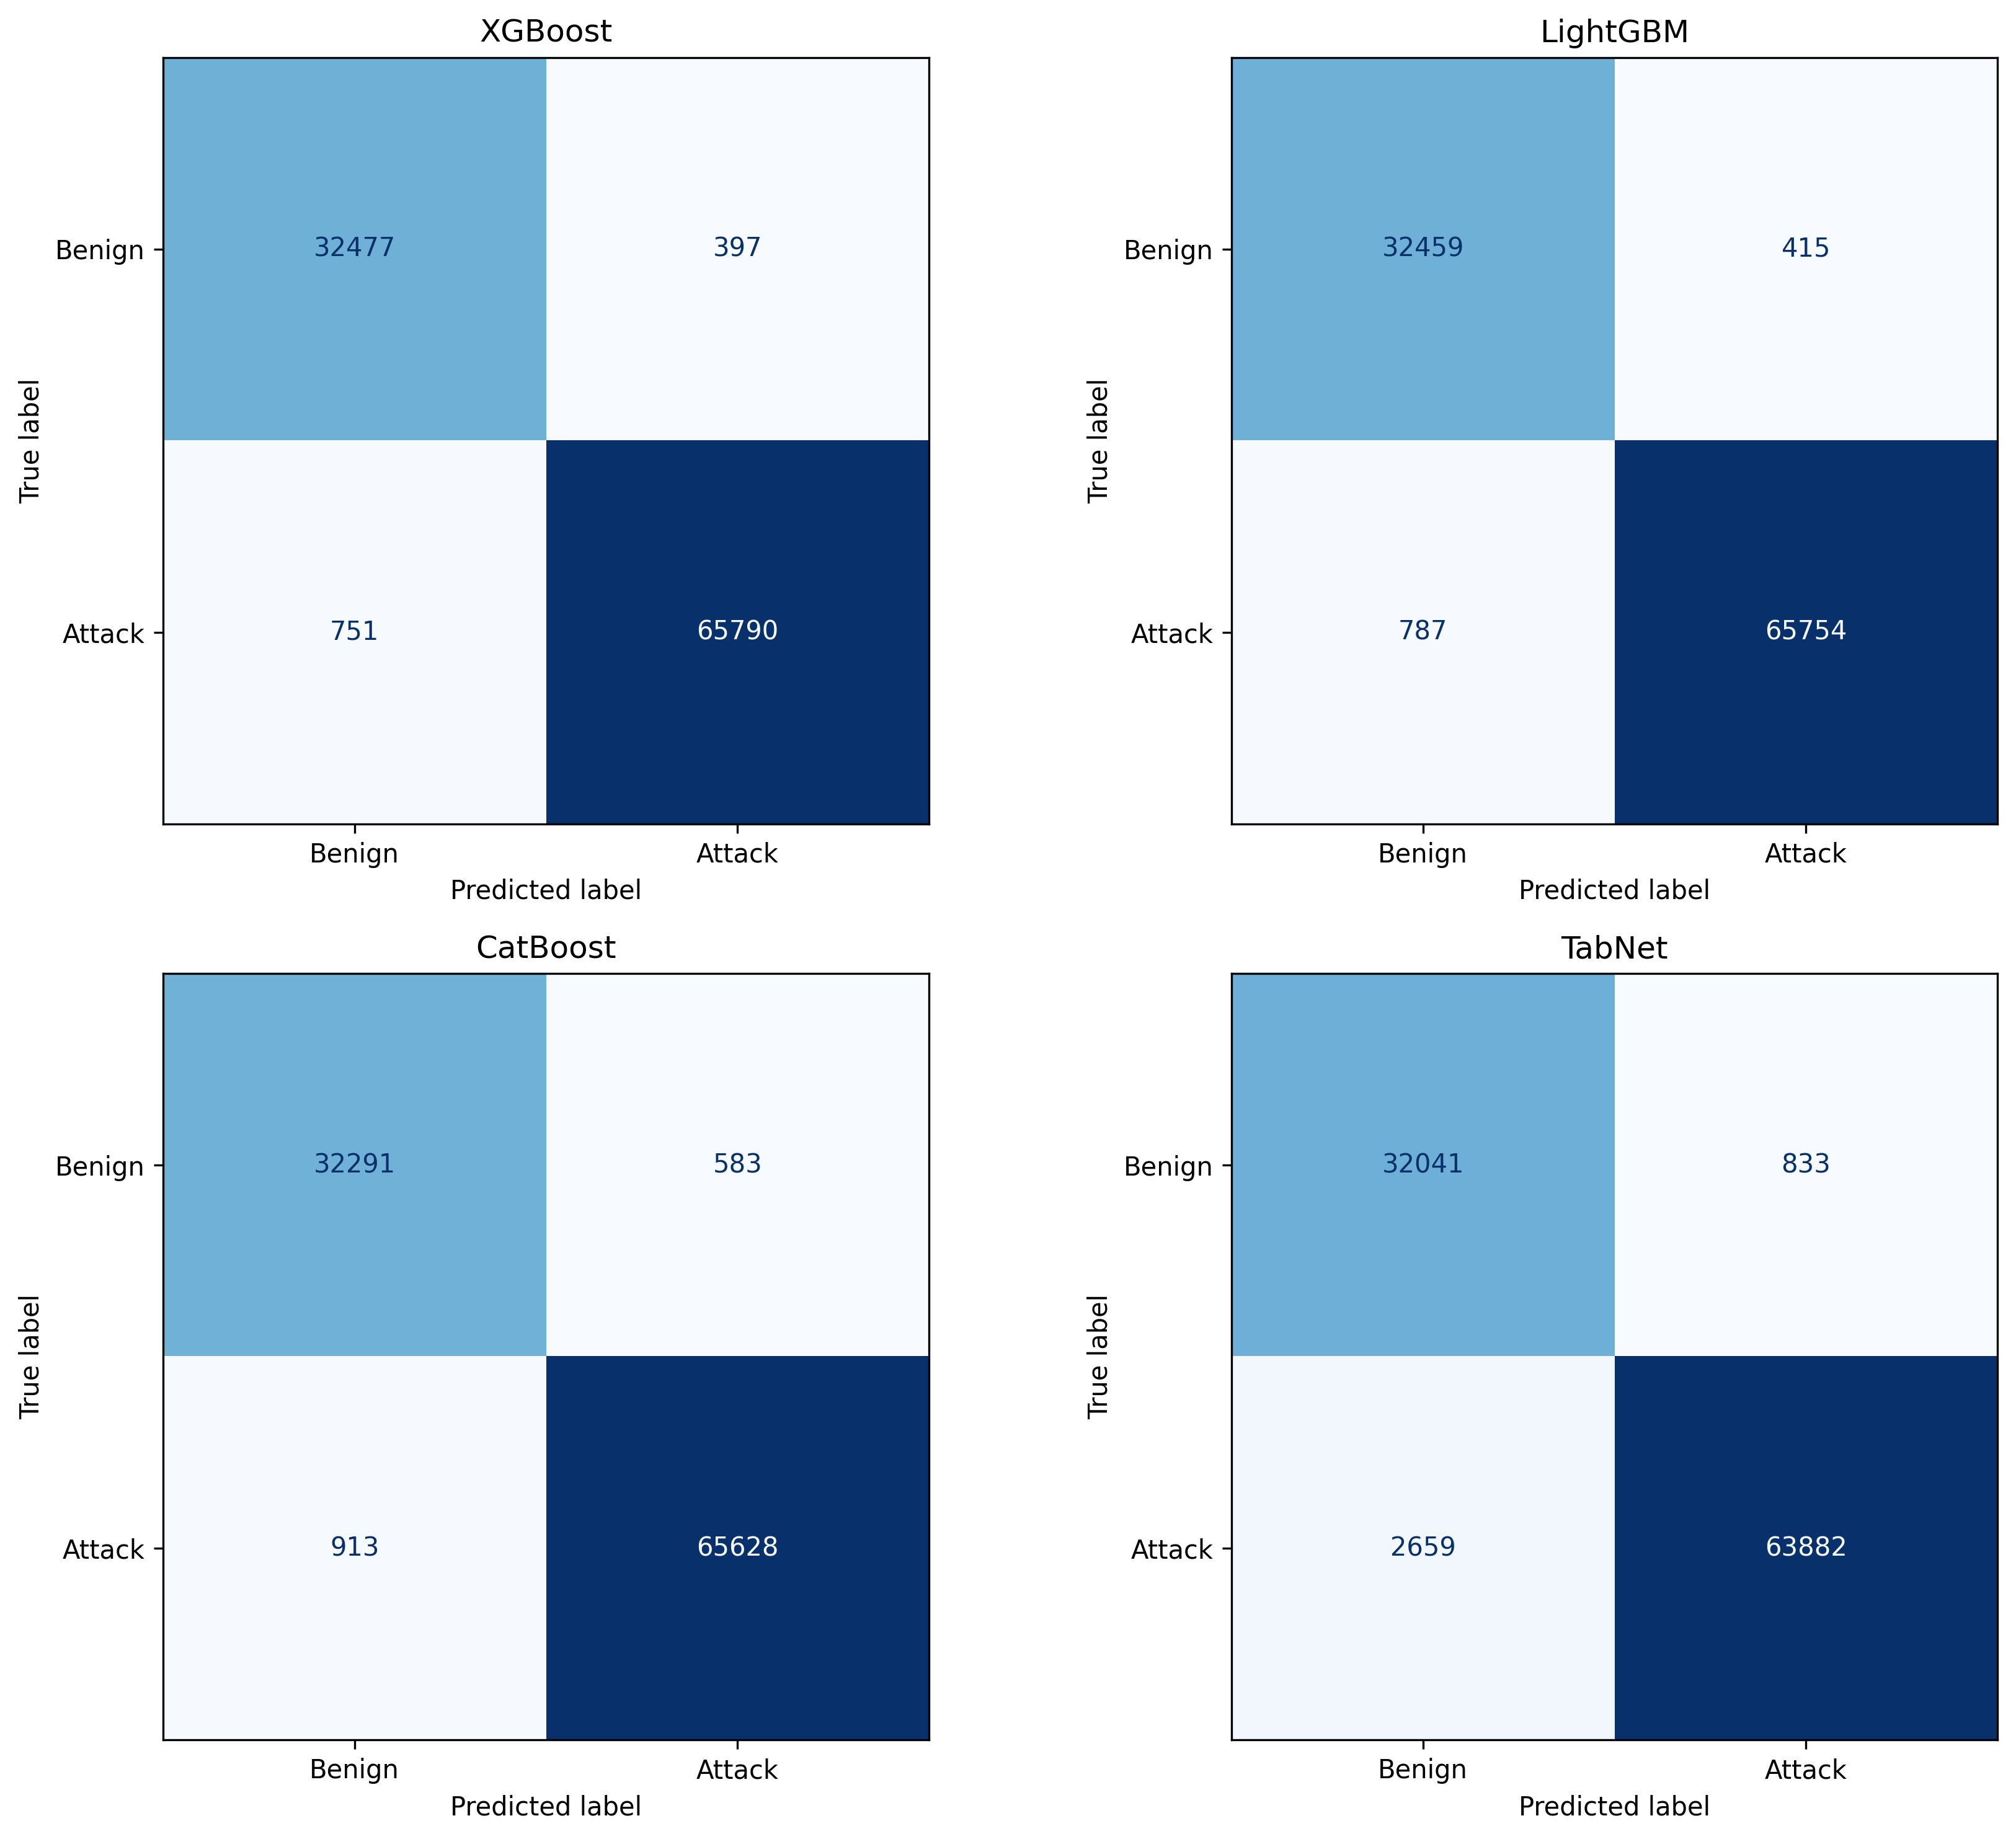 XGBoost
True label
Benign
32477 397
Attack
751 65790
Benign Attack
Predicted label
LightGBM
True label
Benign
32459 415
Attack
787 65754
Benign Attack
Predicted label
CatBoost
True label
Benign
32291 583
Attack
913 65628
Benign Attack
Predicted label
TabNet
True label
Benign
32041 833
Attack
2659 63882
Benign Attack
Predicted label